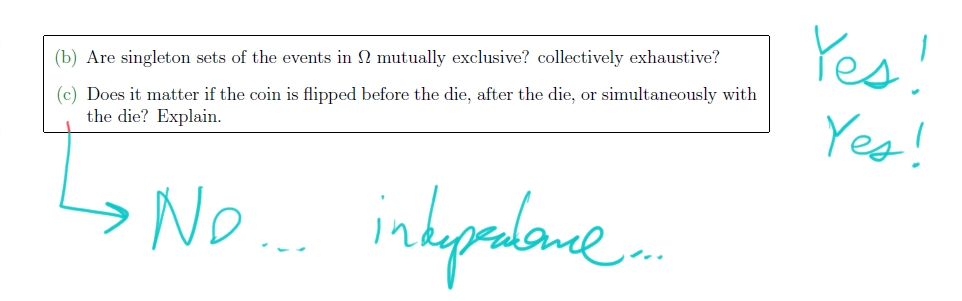 (b) Are singleton sets of the events in Ω mutually exclusive? collectively exhaustive?
Yes!
(c) Does it matter if the coin is flipped before the die, after the die, or simultaneously with
the die? Explain.
Yes!
No... independence...